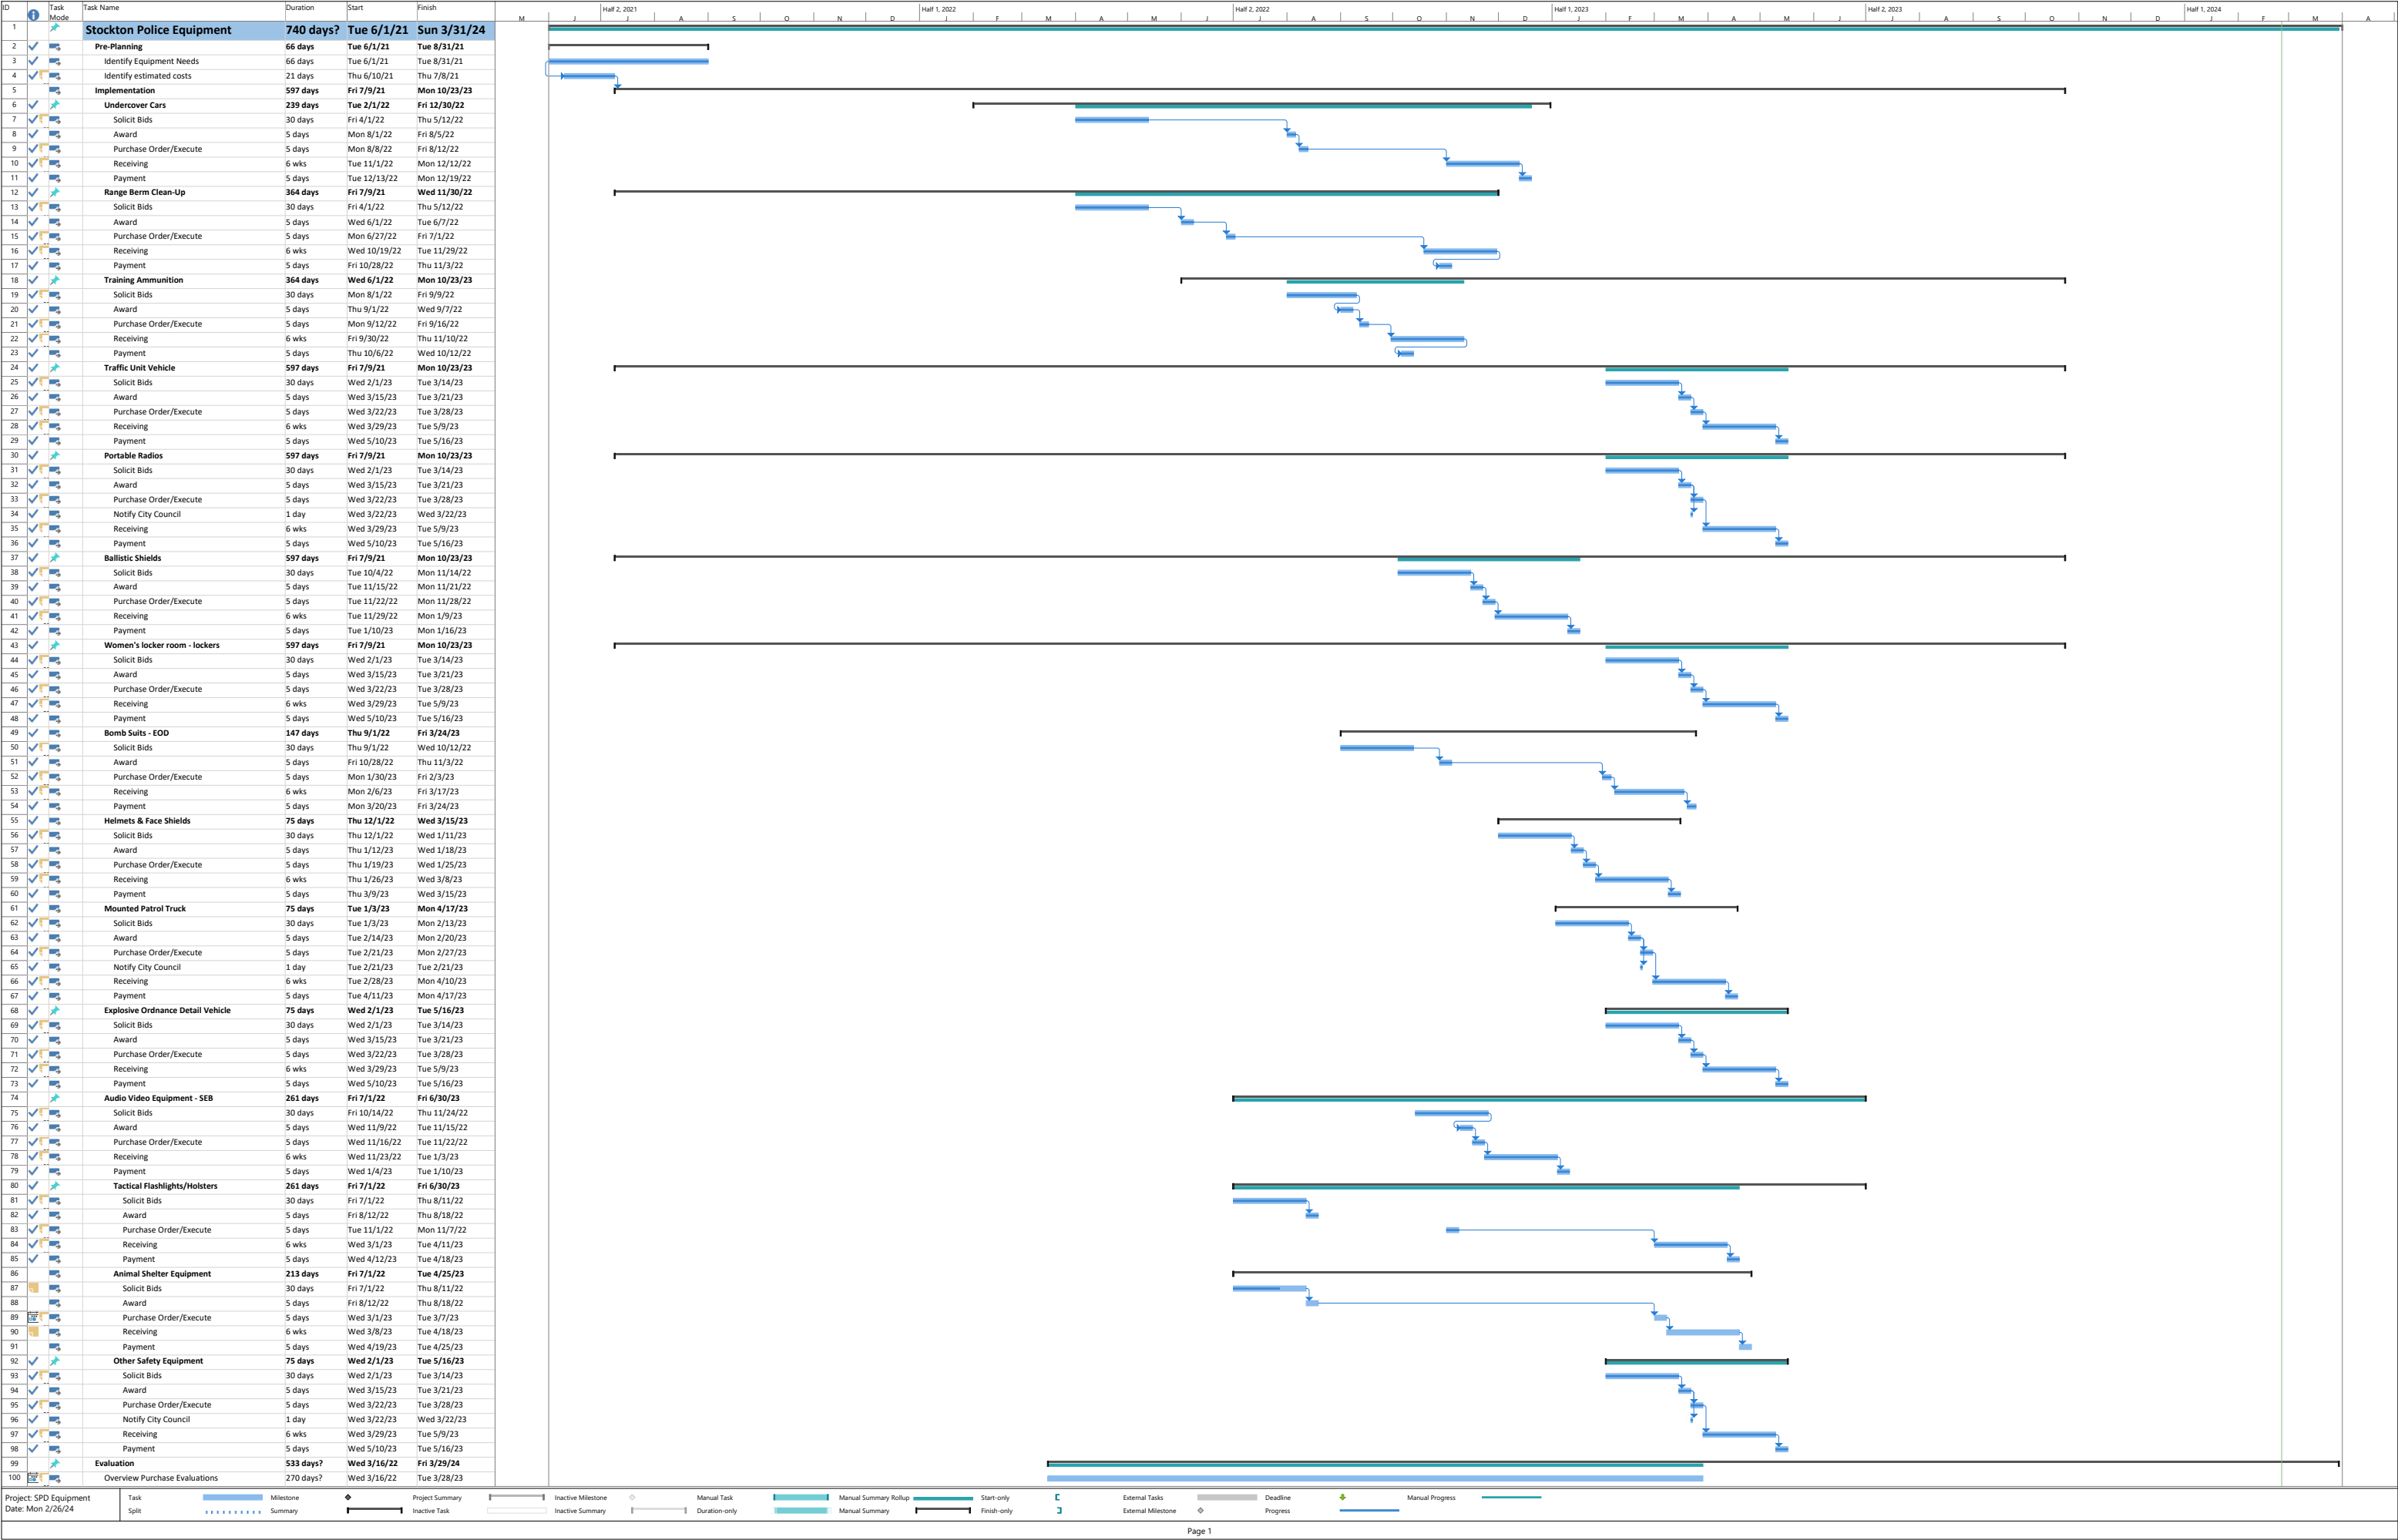 ID Task Mode Task Name Duration Start Finish
Half 2, 2021 Half 1, 2022 Half 2, 2022 Half 1, 2023 Half 2, 2023 Half 1, 2024
M J J A S O N D J F M A M J J A S O N D J F M A M J J A S O N D J F M A
1 Stockton Police Equipment 740 days? Tue 6/1/21 Sun 3/31/24
2 Pre-Planning 66 days Tue 6/1/21 Tue 8/31/21
3 Identify Equipment Needs 66 days Tue 6/1/21 Tue 8/31/21
4 Identify estimated costs 21 days Thu 6/10/21 Thu 7/8/21
5 Implementation 597 days Fri 7/9/21 Mon 10/23/23
6 Undercover Cars 239 days Tue 2/1/22 Fri 12/30/22
7 Solicit Bids 30 days Fri 4/1/22 Thu 5/12/22
8 Award 5 days Mon 8/1/22 Fri 8/5/22
9 Purchase Order/Execute 5 days Mon 8/8/22 Fri 8/12/22
10 Receiving 6 wks Tue 11/1/22 Mon 12/12/22
11 Payment 5 days Tue 12/13/22 Mon 12/19/22
12 Range Berm Clean-Up 364 days Fri 7/9/21 Wed 11/30/22
13 Solicit Bids 30 days Fri 4/1/22 Thu 5/12/22
14 Award 5 days Wed 6/1/22 Tue 6/7/22
15 Purchase Order/Execute 5 days Mon 6/27/22 Fri 7/1/22
16 Receiving 6 wks Wed 10/19/22 Tue 11/29/22
17 Payment 5 days Fri 10/28/22 Thu 11/3/22
18 Training Ammunition 364 days Wed 6/1/22 Mon 10/23/23
19 Solicit Bids 30 days Mon 8/1/22 Fri 9/9/22
20 Award 5 days Thu 9/1/22 Wed 9/7/22
21 Purchase Order/Execute 5 days Mon 9/12/22 Fri 9/16/22
22 Receiving 6 wks Fri 9/30/22 Thu 11/10/22
23 Payment 5 days Thu 10/6/22 Wed 10/12/22
24 Traffic Unit Vehicle 597 days Fri 7/9/21 Mon 10/23/23
25 Solicit Bids 30 days Wed 2/1/23 Tue 3/14/23
26 Award 5 days Wed 3/15/23 Tue 3/21/23
27 Purchase Order/Execute 5 days Wed 3/22/23 Tue 3/28/23
28 Receiving 6 wks Wed 3/29/23 Tue 5/9/23
29 Payment 5 days Wed 5/10/23 Tue 5/16/23
30 Portable Radios 597 days Fri 7/9/21 Mon 10/23/23
31 Solicit Bids 30 days Wed 2/1/23 Tue 3/14/23
32 Award 5 days Wed 3/15/23 Tue 3/21/23
33 Purchase Order/Execute 5 days Wed 3/22/23 Tue 3/28/23
34 Notify City Council 1 day Wed 3/22/23 Wed 3/22/23
35 Receiving 6 wks Wed 3/29/23 Tue 5/9/23
36 Payment 5 days Wed 5/10/23 Tue 5/16/23
37 Ballistic Shields 597 days Fri 7/9/21 Mon 10/23/23
38 Solicit Bids 30 days Tue 10/4/22 Mon 11/14/22
39 Award 5 days Tue 11/15/22 Mon 11/21/22
40 Purchase Order/Execute 5 days Tue 11/22/22 Mon 11/28/22
41 Receiving 6 wks Tue 11/29/22 Mon 1/9/23
42 Payment 5 days Tue 1/10/23 Mon 1/16/23
43 Women's locker room - lockers 597 days Fri 7/9/21 Mon 10/23/23
44 Solicit Bids 30 days Wed 2/1/23 Tue 3/14/23
45 Award 5 days Wed 3/15/23 Tue 3/21/23
46 Purchase Order/Execute 5 days Wed 3/22/23 Tue 3/28/23
47 Receiving 6 wks Wed 3/29/23 Tue 5/9/23
48 Payment 5 days Wed 5/10/23 Tue 5/16/23
49 Bomb Suits - EOD 147 days Thu 9/1/22 Fri 3/24/23
50 Solicit Bids 30 days Thu 9/1/22 Wed 10/12/22
51 Award 5 days Fri 10/28/22 Thu 11/3/22
52 Purchase Order/Execute 5 days Mon 1/30/23 Fri 2/3/23
53 Receiving 6 wks Mon 2/6/23 Fri 3/17/23
54 Payment 5 days Mon 3/20/23 Fri 3/24/23
55 Helmets & Face Shields 75 days Thu 12/1/22 Wed 3/15/23
56 Solicit Bids 30 days Thu 12/1/22 Wed 1/11/23
57 Award 5 days Thu 1/12/23 Wed 1/18/23
58 Purchase Order/Execute 5 days Thu 1/19/23 Wed 1/25/23
59 Receiving 6 wks Thu 1/26/23 Wed 3/8/23
60 Payment 5 days Thu 3/9/23 Wed 3/15/23
61 Mounted Patrol Truck 75 days Tue 1/3/23 Mon 4/17/23
62 Solicit Bids 30 days Tue 1/3/23 Mon 2/13/23
63 Award 5 days Tue 2/14/23 Mon 2/20/23
64 Purchase Order/Execute 5 days Tue 2/21/23 Mon 2/27/23
65 Notify City Council 1 day Tue 2/21/23 Tue 2/21/23
66 Receiving 6 wks Tue 2/28/23 Mon 4/10/23
67 Payment 5 days Tue 4/11/23 Mon 4/17/23
68 Explosive Ordnance Detail Vehicle 75 days Wed 2/1/23 Tue 5/16/23
69 Solicit Bids 30 days Wed 2/1/23 Tue 3/14/23
70 Award 5 days Wed 3/15/23 Tue 3/21/23
71 Purchase Order/Execute 5 days Wed 3/22/23 Tue 3/28/23
72 Receiving 6 wks Wed 3/29/23 Tue 5/9/23
73 Payment 5 days Wed 5/10/23 Tue 5/16/23
74 Audio Video Equipment - SEB 261 days Fri 7/1/22 Fri 6/30/23
75 Solicit Bids 30 days Fri 10/14/22 Thu 11/24/22
76 Award 5 days Wed 11/9/22 Tue 11/15/22
77 Purchase Order/Execute 5 days Wed 11/16/22 Tue 11/22/22
78 Receiving 6 wks Wed 11/23/22 Tue 1/3/23
79 Payment 5 days Wed 1/4/23 Tue 1/10/23
80 Tactical Flashlights/Holsters 261 days Fri 7/1/22 Fri 6/30/23
81 Solicit Bids 30 days Fri 7/1/22 Thu 8/11/22
82 Award 5 days Fri 8/12/22 Thu 8/18/22
83 Purchase Order/Execute 5 days Tue 11/1/22 Mon 11/7/22
84 Receiving 6 wks Wed 3/1/23 Tue 4/11/23
85 Payment 5 days Wed 4/12/23 Tue 4/18/23
86 Animal Shelter Equipment 213 days Fri 7/1/22 Tue 4/25/23
87 Solicit Bids 30 days Fri 7/1/22 Thu 8/11/22
88 Award 5 days Fri 8/12/22 Thu 8/18/22
89 Purchase Order/Execute 5 days Wed 3/1/23 Tue 3/7/23
90 Receiving 6 wks Wed 3/8/23 Tue 4/18/23
91 Payment 5 days Wed 4/19/23 Tue 4/25/23
92 Other Safety Equipment 75 days Wed 2/1/23 Tue 5/16/23
93 Solicit Bids 30 days Wed 2/1/23 Tue 3/14/23
94 Award 5 days Wed 3/15/23 Tue 3/21/23
95 Purchase Order/Execute 5 days Wed 3/22/23 Tue 3/28/23
96 Notify City Council 1 day Wed 3/22/23 Wed 3/22/23
97 Receiving 6 wks Wed 3/29/23 Tue 5/9/23
98 Payment 5 days Wed 5/10/23 Tue 5/16/23
99 Evaluation 533 days? Wed 3/16/22 Fri 3/29/24
100 Overview Purchase Evaluations 270 days? Wed 3/16/22 Tue 3/28/23
Project: SPD Equipment
Date: Mon 2/26/24
Task Milestone Project Summary Inactive Milestone Manual Task Manual Summary Rollup Start-only External Tasks Deadline Manual Progress
Split Summary Inactive Task Inactive Summary Duration-only Manual Summary Finish-only External Milestone Progress
Page 1